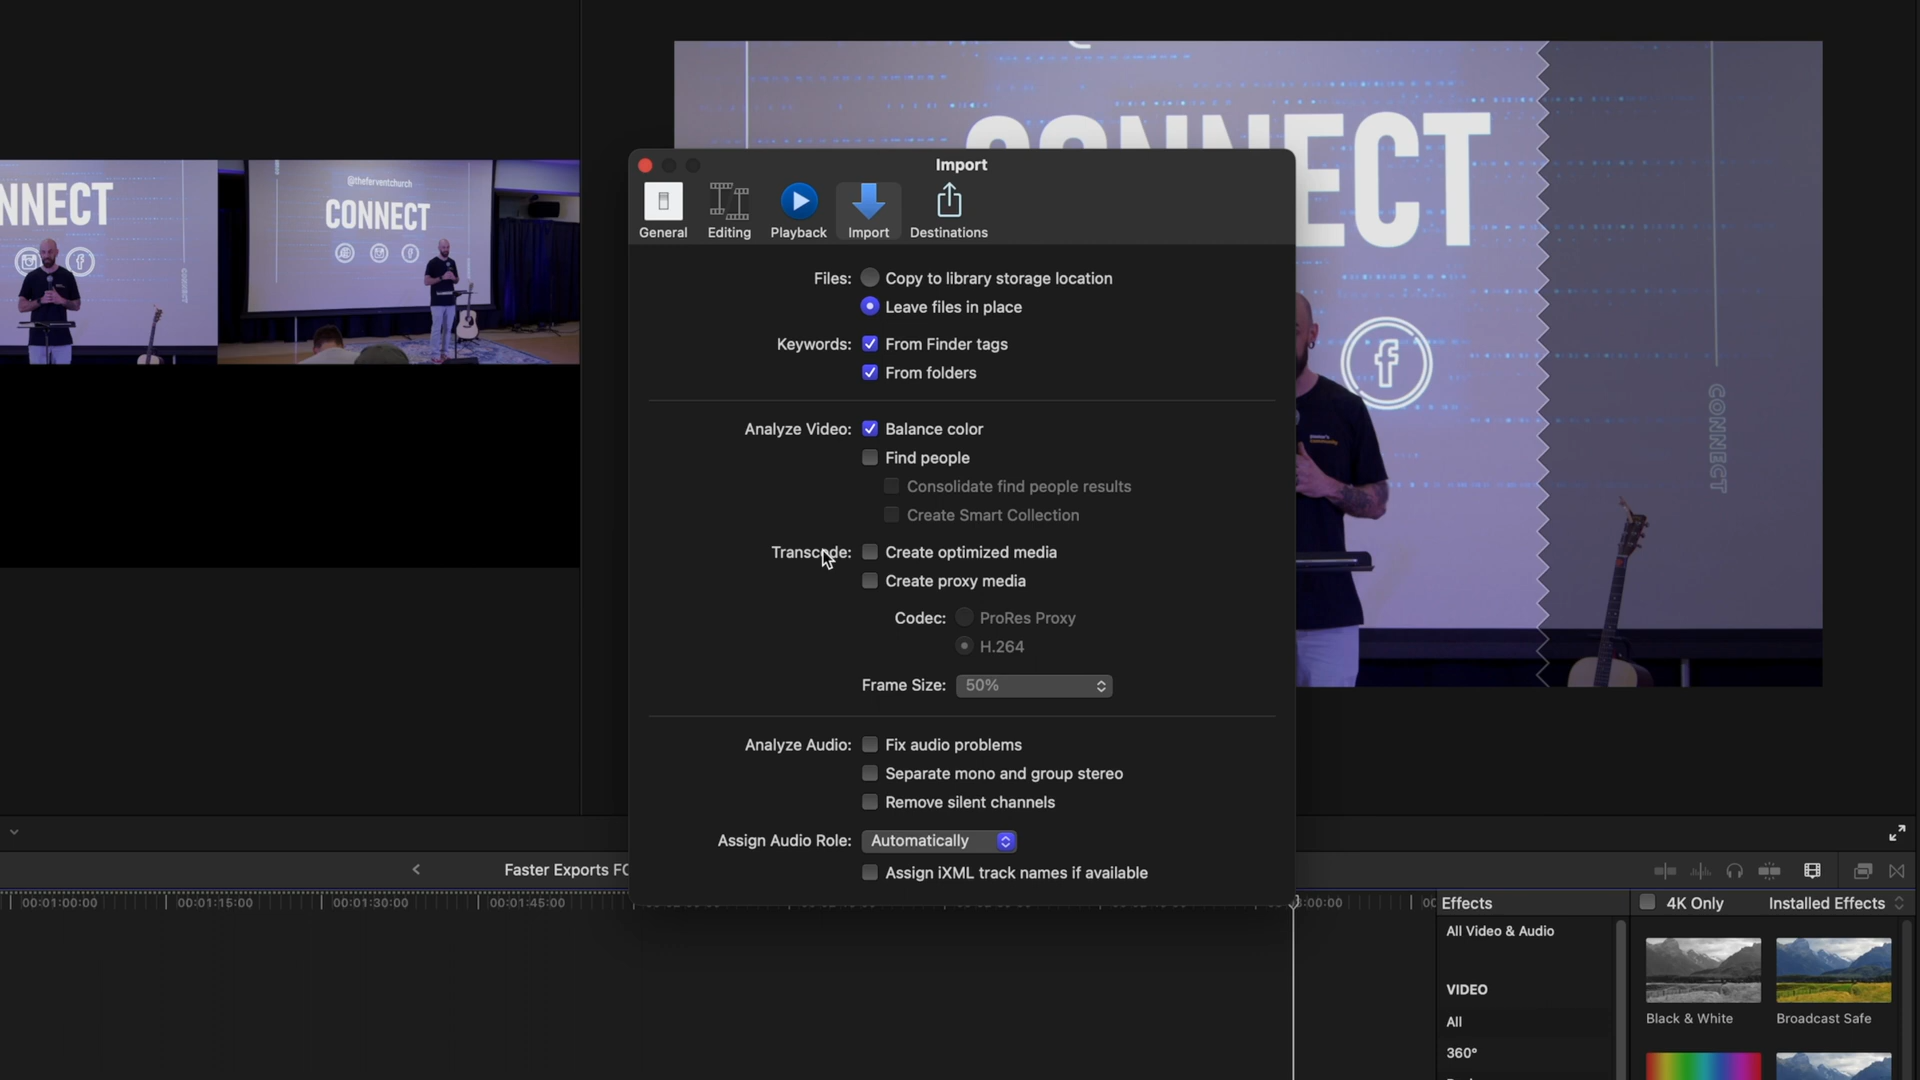 NNECT
@theferventchurch
CONNECT
CONNECT
CONNECT
Import
General
Editing
Playback
Import
Destinations
Files:
Copy to library storage location
Leave files in place
Keywords:
From Finder tags
From folders
Analyze Video:
Balance color
Find people
Consolidate find people results
Create Smart Collection
Transcode:
Create optimized media
Create proxy media
Codec:
ProRes Proxy
H.264
Frame Size:
50%
Analyze Audio:
Fix audio problems
Separate mono and group stereo
Remove silent channels
Assign Audio Role:
Automatically
Assign iXML track names if available
Faster Exports FC
00:01:00:00
00:01:15:00
00:01:30:00
00:01:45:00
:00:00
00
Effects
4K Only
Installed Effects
All Video & Audio
VIDEO
All
360°
Black & White
Broadcast Safe